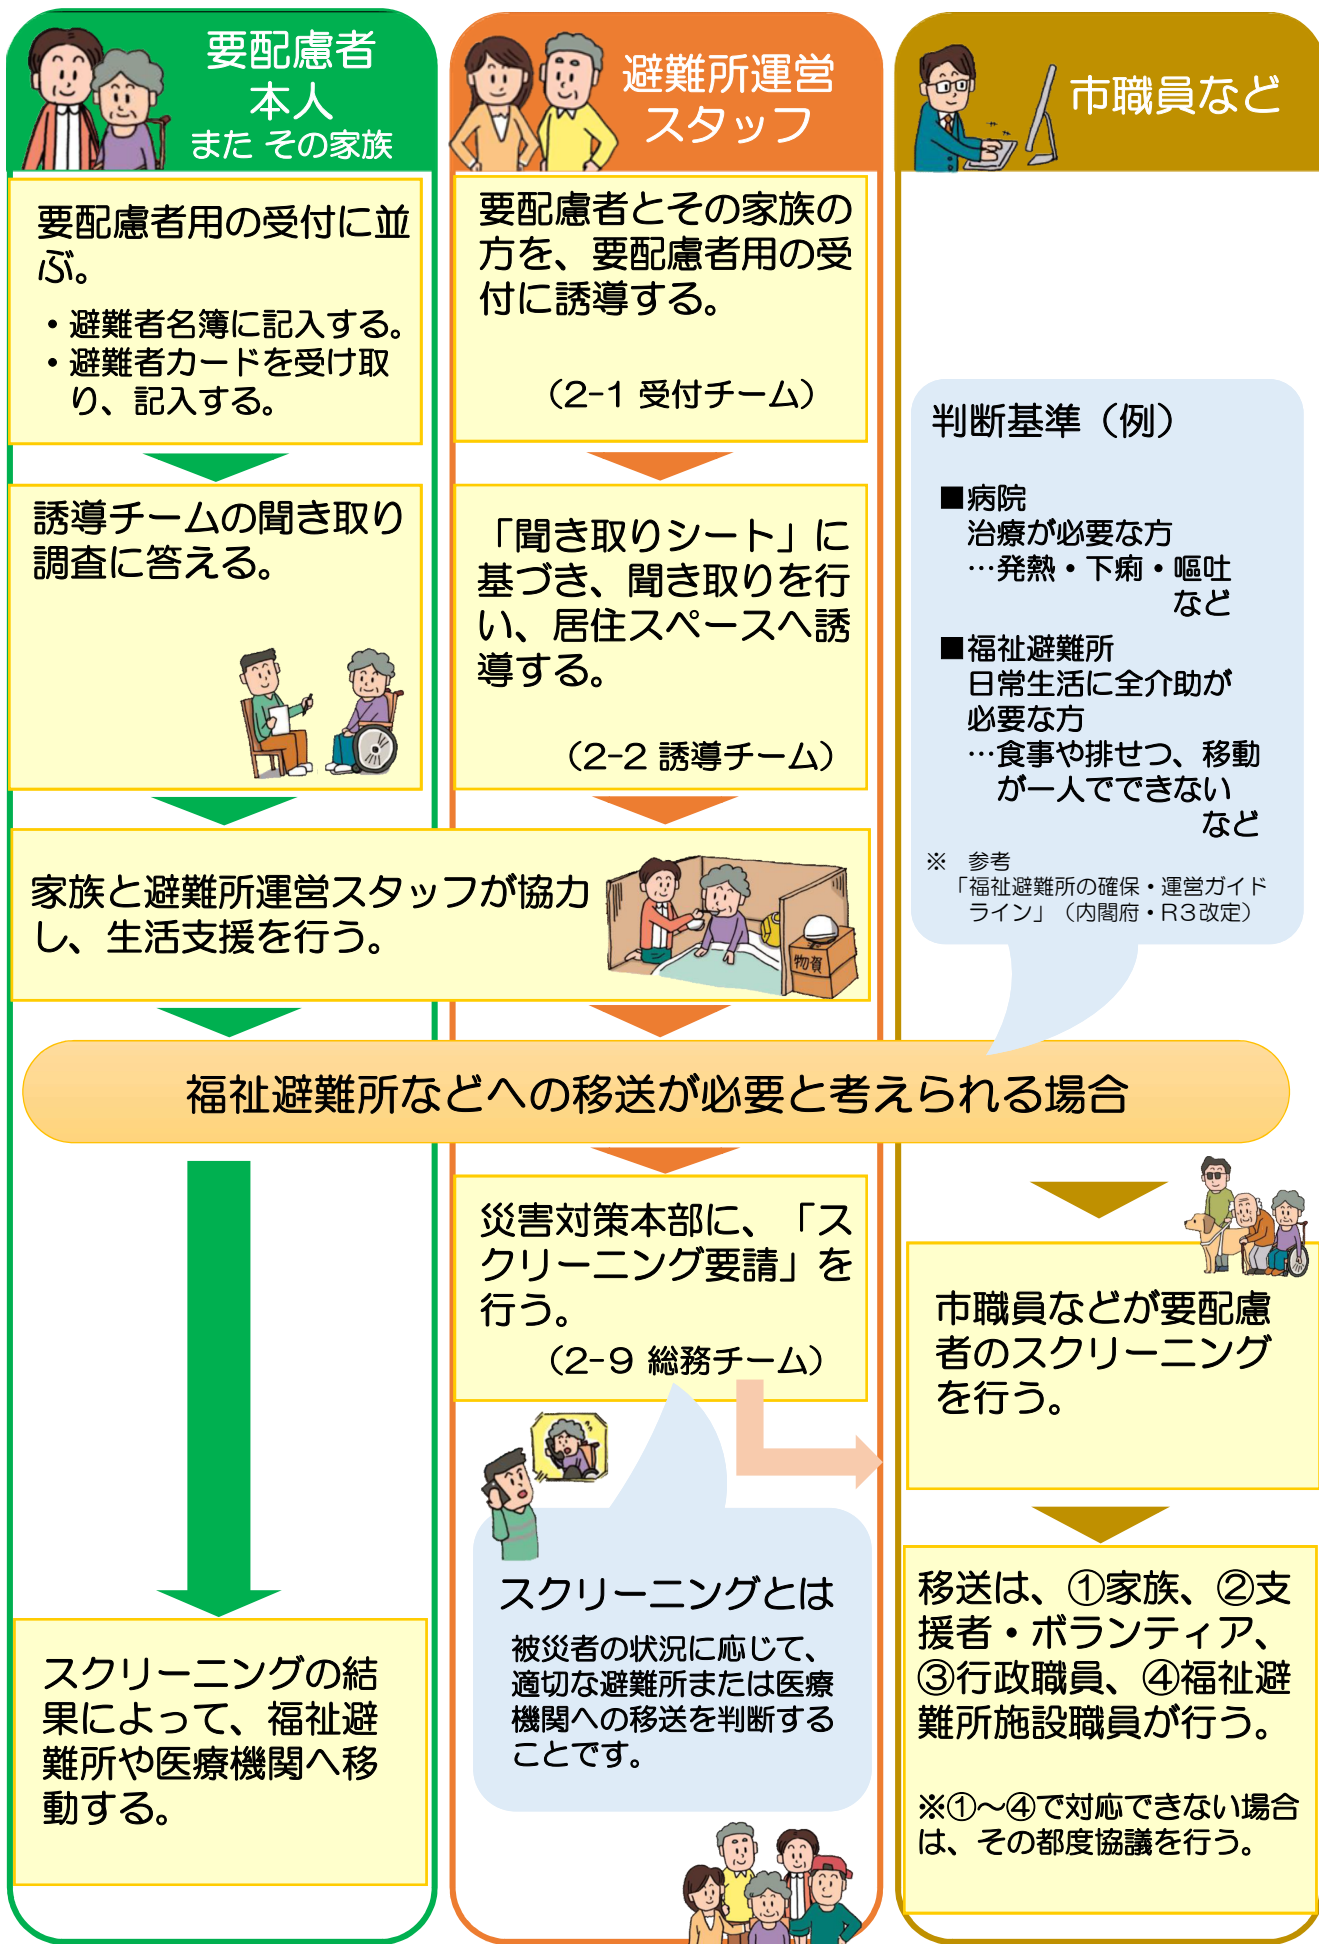 要配慮者
本人
また その家族
要配慮者用の受付に並
ぶ。
・避難者名簿に記入する。
・避難者カードを受け取
り、記入する。
誘導チームの聞き取り
調査に答える。
避難所運営
スタッフ
要配慮者とその家族の
方を、要配慮者用の受
付に誘導する。
（2-1 受付チーム）
「聞き取りシート」に
基づき、聞き取りを行
い、居住スペースへ誘
導する。
（2-2 誘導チーム）
家族と避難所運営スタッフが協力
し、生活支援を行う。
物資
市職員など
判断基準（例）
■病院
治療が必要な方
…発熱・下痢・嘔吐
など
■福祉避難所
日常生活に全介助が
必要な方
…食事や排せつ、移動
が一人でできない
など
※　参考
「福祉避難所の確保・運営ガイド
ライン」（内閣府・R３改定）
福祉避難所などへの移送が必要と考えられる場合
スクリーニングの結
果によって、福祉避
難所や医療機関へ移
動する。
災害対策本部に、「ス
クリーニング要請」を
行う。
（2-9 総務チーム）
スクリーニングとは
被災者の状況に応じて、
適切な避難所または医療
機関への移送を判断する
ことです。
市職員などが要配慮
者のスクリーニング
を行う。
移送は、①家族、②支
援者・ボランティア、
③行政職員、④福祉避
難所施設職員が行う。
※①～④で対応できない場合
は、その都度協議を行う。